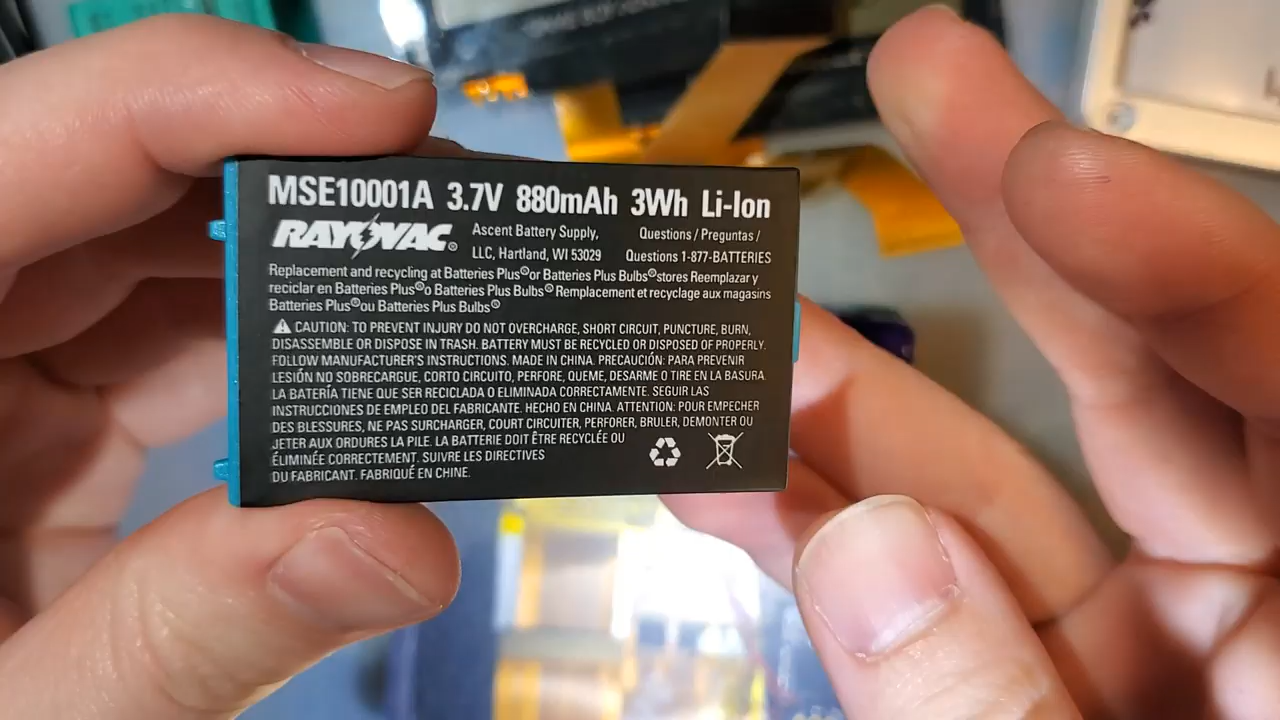 MSE10001A 3.7V 880mAh 3Wh Li-Ion
RAYOVAC®
Ascent Battery Supply,
LLC, Hartland, WI 53029
Questions / Preguntas /
Questions 1-877-BATTERIES
Replacement and recycling at Batteries Plus®or Batteries Plus Bulbs®stores Reemplazar y
reciclar en Batteries Plus®o Batteries Plus Bulbs® Remplacement et recyclage aux magasins
Batteries Plus®ou Batteries Plus Bulbs®
CAUTION: TO PREVENT INJURY DO NOT OVERCHARGE, SHORT CIRCUIT, PUNCTURE, BURN,
DISASSEMBLE OR DISPOSE IN TRASH. BATTERY MUST BE RECYCLED OR DISPOSED OF PROPERLY.
FOLLOW MANUFACTURER'S INSTRUCTIONS. MADE IN CHINA. PRECAUCIÓN: PARA PREVENIR
LESIÓN NO SOBRECARGUE, CORTO CIRCUITO, PERFORE, QUEME, DESARME O TIRE EN LA BASURA.
LA BATERÍA TIENE QUE SER RECICLADA O ELIMINADA CORRECTAMENTE. SEGUIR LAS
INSTRUCCIONES DE EMPLEO DEL FABRICANTE. HECHO EN CHINA. ATTENTION: POUR EMPECHER
DES BLESSURES, NE PAS SURCHARGER, COURT CIRCUITER, PERFORER, BRULER, DEMONTER OU
JETER AUX ORDURES LA PILE. LA BATTERIE DOIT ÊTRE RECYCLÉE OU
ÉLIMINÉE CORRECTEMENT. SUIVRE LES DIRECTIVES
DU FABRICANT. FABRIQUÉ EN CHINE.